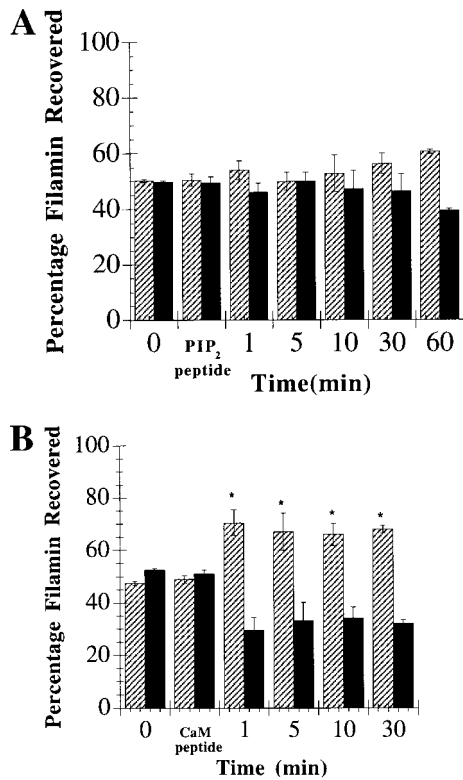 A
Percentage Filamin Recovered
100
80
60
40
20
0
0 PIP2 peptide 1 5 10 30 60
Time(min)
B
Percentage Filamin Recovered
100
80
60
40
20
0
* * * *
0 CaM peptide 1 5 10 30
Time (min)